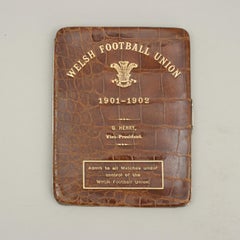 WELSH FOOTBALL UNION
1901-1902
G. HENRY,
Vice-President.
Admit to all Matches under
control of the
Welsh Football Union